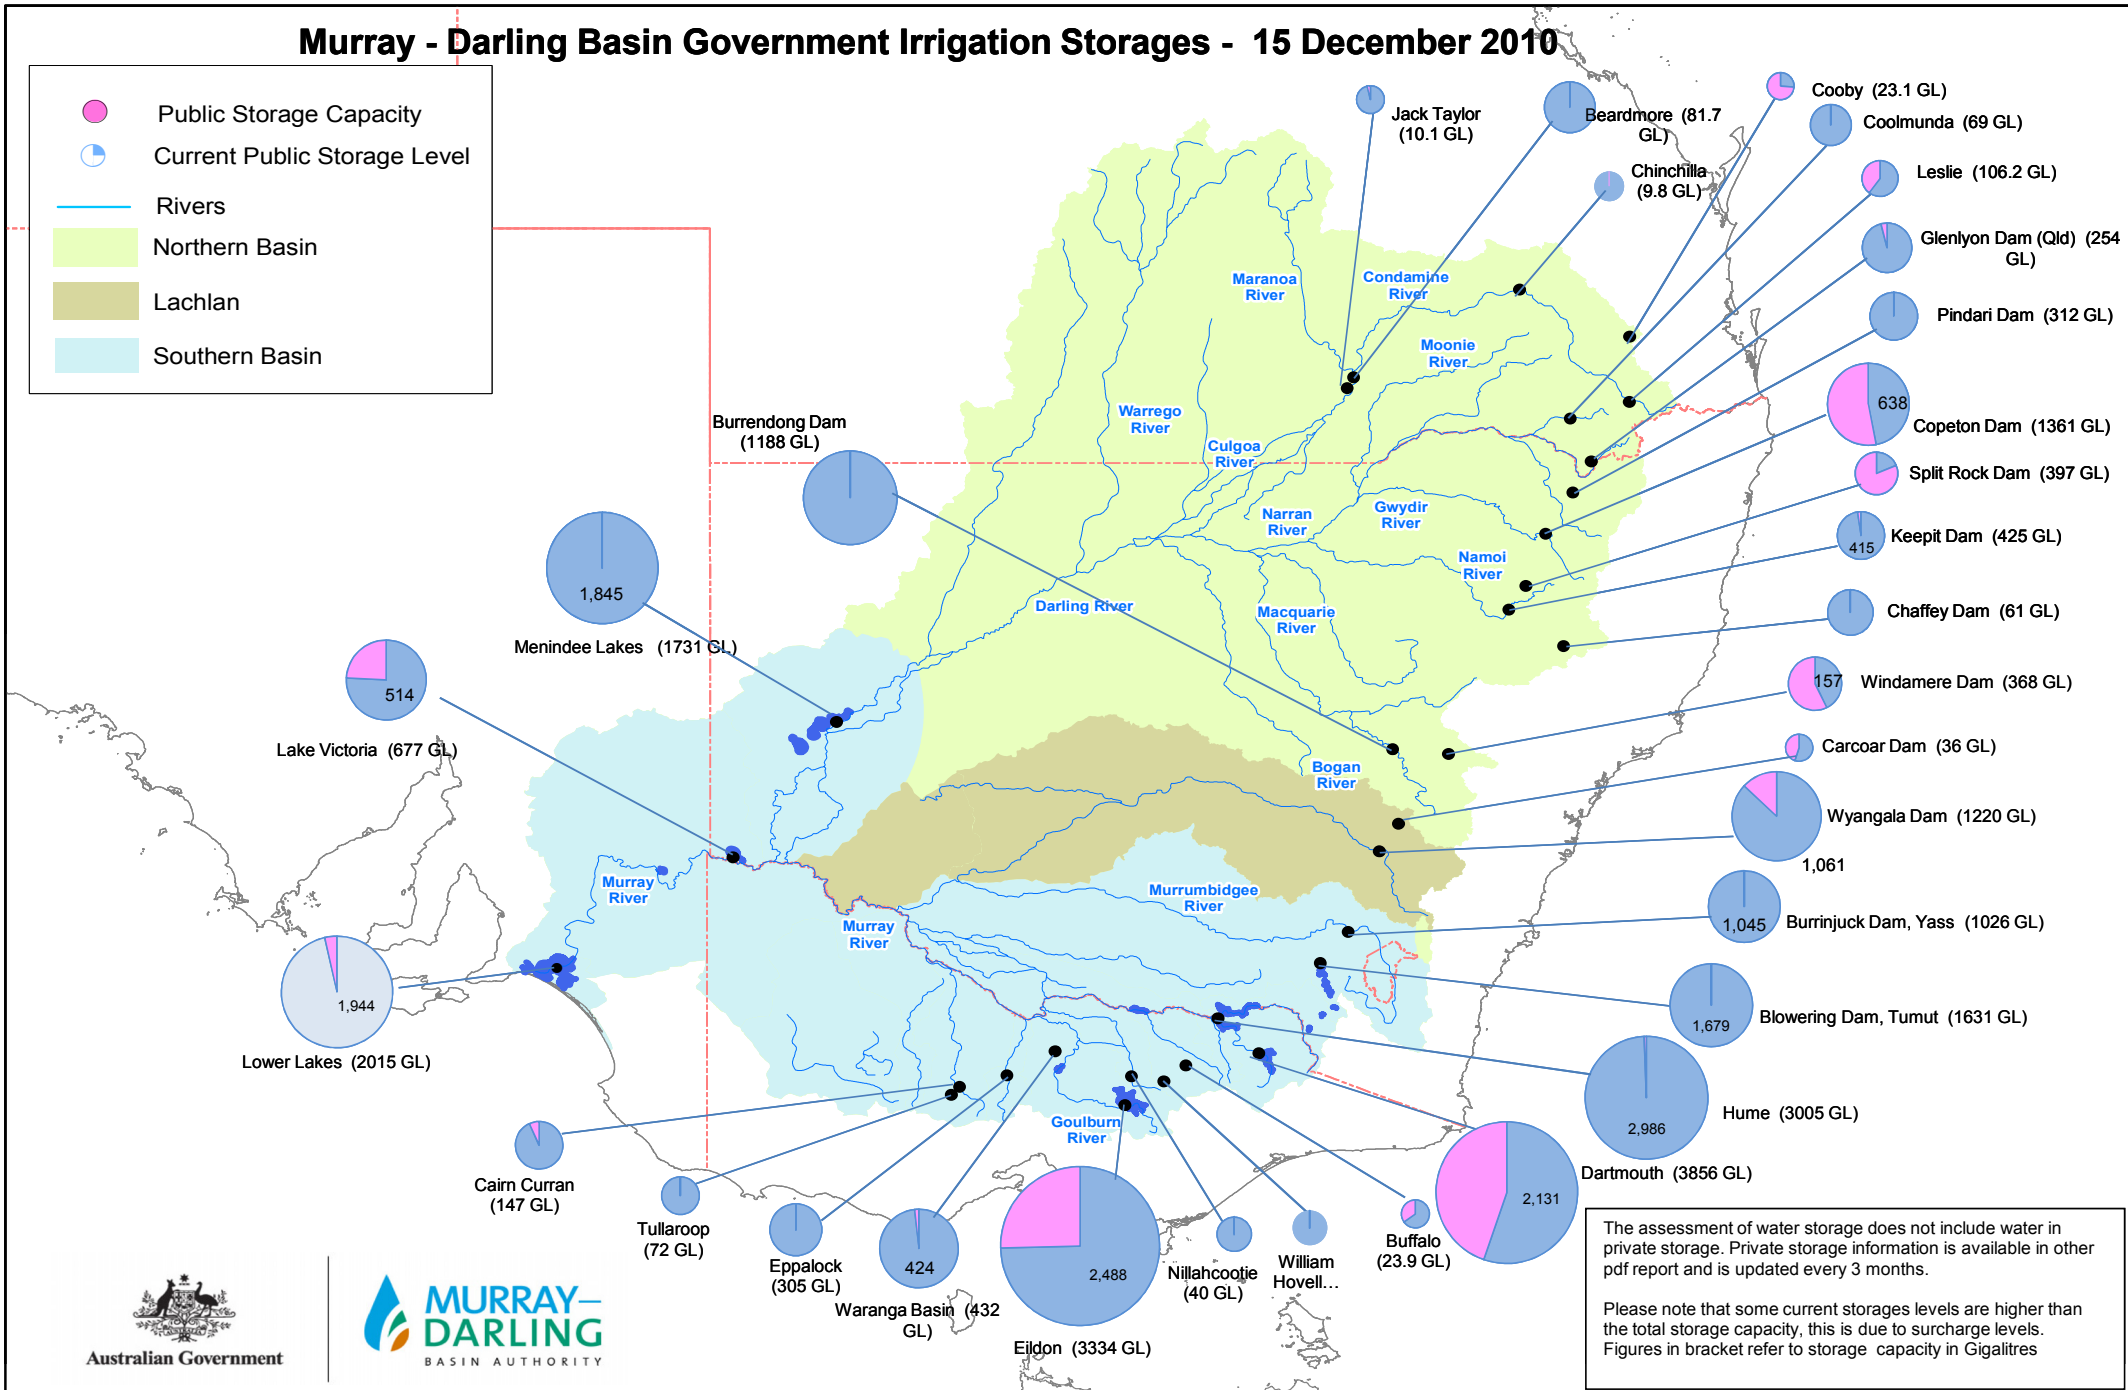 Murray - Darling Basin Government Irrigation Storages - 15 December 2010
Public Storage Capacity
Current Public Storage Level
Rivers
Northern Basin
Lachlan
Southern Basin
Jack Taylor
(10.1 GL)
Beardmore (81.7
GL)
Chinchilla
(9.8 GL)
Cooby (23.1 GL)
Coolmunda (69 GL)
Leslie (106.2 GL)
Glenlyon Dam (Qld) (254
GL)
Pindari Dam (312 GL)
638
Copeton Dam (1361 GL)
Split Rock Dam (397 GL)
Keepit Dam (425 GL)
415
Chaffey Dam (61 GL)
157
Windamere Dam (368 GL)
Carcoar Dam (36 GL)
Wyangala Dam (1220 GL)
1,061
1,045
Burrinjuck Dam, Yass (1026 GL)
1,679
Blowering Dam, Tumut (1631 GL)
2,986
Hume (3005 GL)
Dartmouth (3856 GL)
2,131
Burrendong Dam
(1188 GL)
1,845
Menindee Lakes (1731 GL)
514
Lake Victoria (677 GL)
1,944
Lower Lakes (2015 GL)
Cairn Curran
(147 GL)
Tullaroop
(72 GL)
Eppalock
(305 GL)
424
Waranga Basin (432
GL)
2,488
Eildon (3334 GL)
Nillahcootie
(40 GL)
William
Hovell...
Buffalo
(23.9 GL)
Maranoa
River
Condamine
River
Moonie
River
Warrego
River
Culgoa
River
Narran
River
Gwydir
River
Namoi
River
Darling River
Macquarie
River
Bogan
River
Murray
River
Murrumbidgee
River
Murray
River
Goulburn
River
The assessment of water storage does not include water in
private storage. Private storage information is available in other
pdf report and is updated every 3 months.
Please note that some current storages levels are higher than
the total storage capacity, this is due to surcharge levels.
Figures in bracket refer to storage capacity in Gigalitres
Australian Government
MURRAY–
DARLING
BASIN AUTHORITY